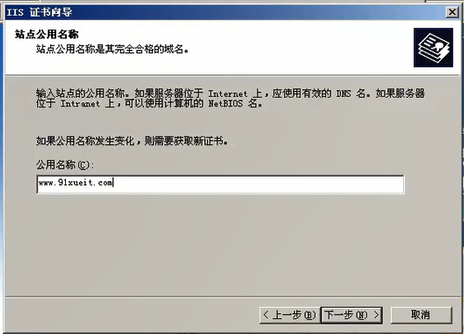 IIS 证书向导
站点公用名称
站点公用名称是其完全合格的域名。
输入站点的公用名称。如果服务器位于 Internet 上，应使用有效的 DNS 名。如果服务器
位于 Intranet 上，可以使用计算机的 NetBIOS 名。
如果公用名称发生变化，则需要获取新证书。
公用名称(C):
www.91xueit.com
< 上一步(B) 下一步(N) > 取消